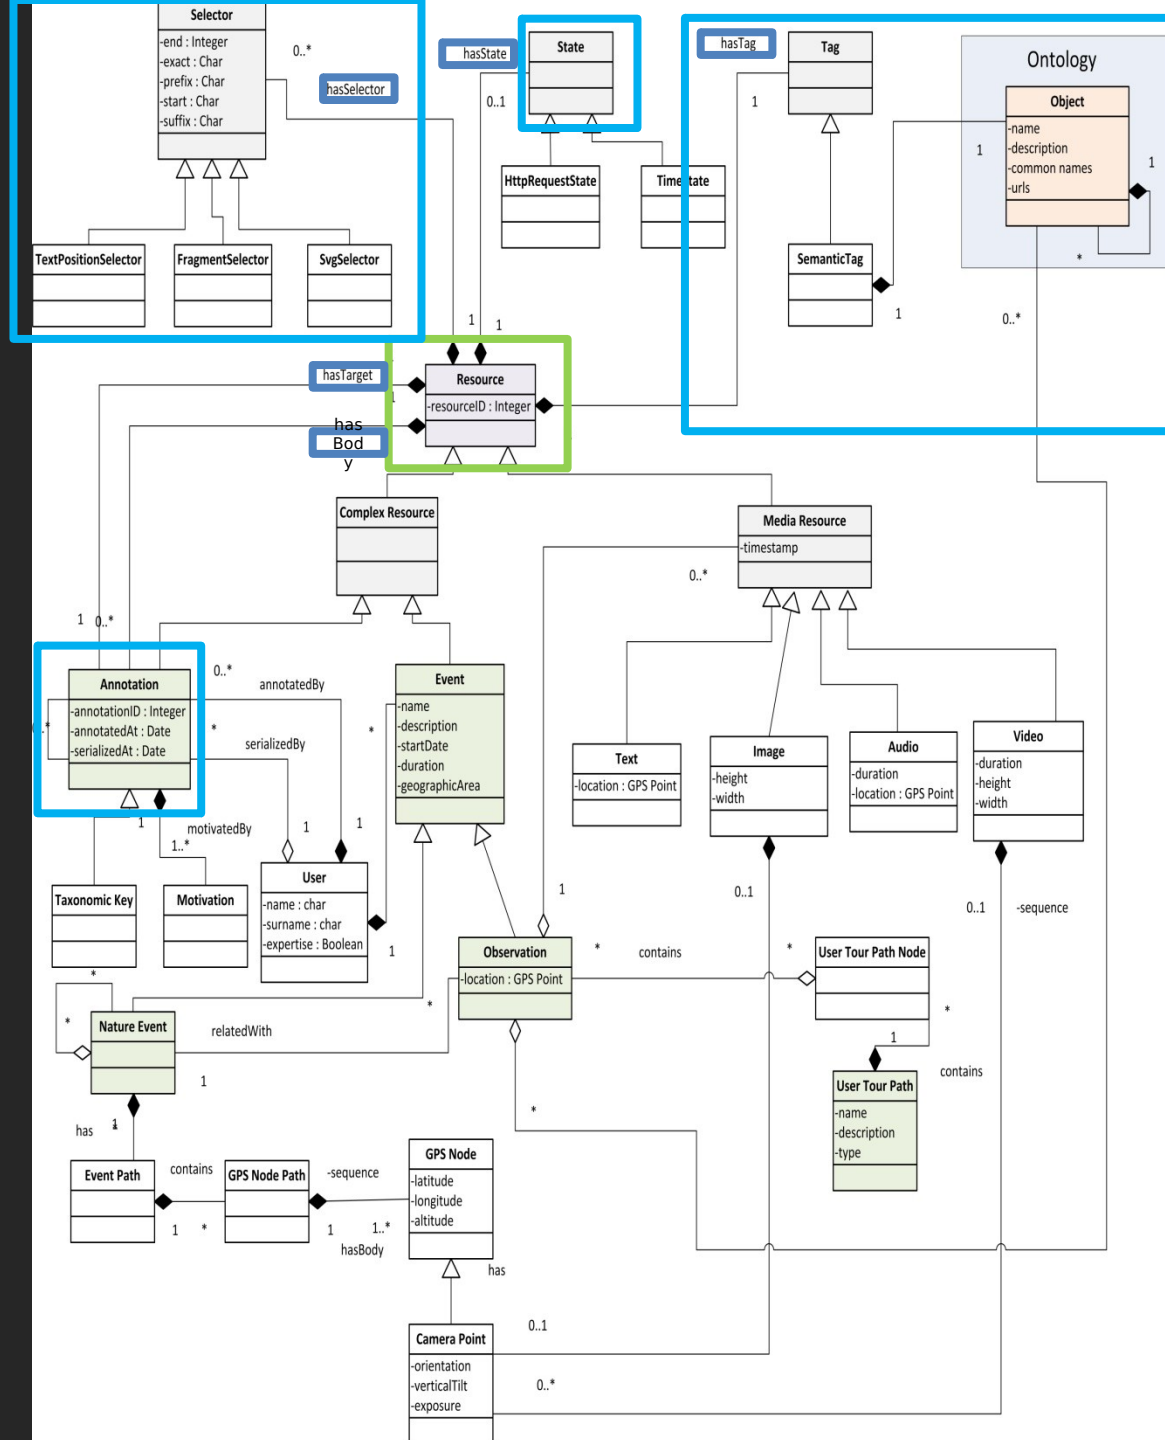 Selector
-end : Integer
-exact : Char
-prefix : Char
-start : Char
-suffix : Char
0..*
hasSelector
hasState
0..1
State
hasTag
1
Tag
Ontology
Object
-name
-description
-common names
-urls
1
1
*
HttpRequestState
TextPositionSelector
FragmentSelector
SvgSelector
SemanticTag
1
0..*
1
1
hasTarget
has
Bod
y
Resource
-resourceID : Integer
Complex Resource
Media Resource
-timestamp
0..*
1
0..*
Annotation
-annotationID : Integer
-annotatedAt : Date
-serializedAt : Date
0..*
annotatedBy
*
serializedBy
Event
-name
-description
-startDate
-duration
-geographicArea
*
Text
-location : GPS Point
Image
-height
-width
Audio
-duration
-location : GPS Point
Video
-duration
-height
-width
1
motivatedBy
1..*
1
Taxonomic Key
Motivation
User
-name : char
-surname : char
-expertise : Boolean
1
1
0..1
0..1
-sequence
Observation
-location : GPS Point
*
contains
*
User Tour Path Node
*
1
contains
User Tour Path
-name
-description
-type
*
*
Nature Event
relatedWith
*
1
*
has
1
Event Path
contains
1
*
GPS Node Path
-sequence
1
1..*
hasBody
GPS Node
-latitude
-longitude
-altitude
has
Camera Point
-orientation
-verticalTilt
-exposure
0..1
0..*